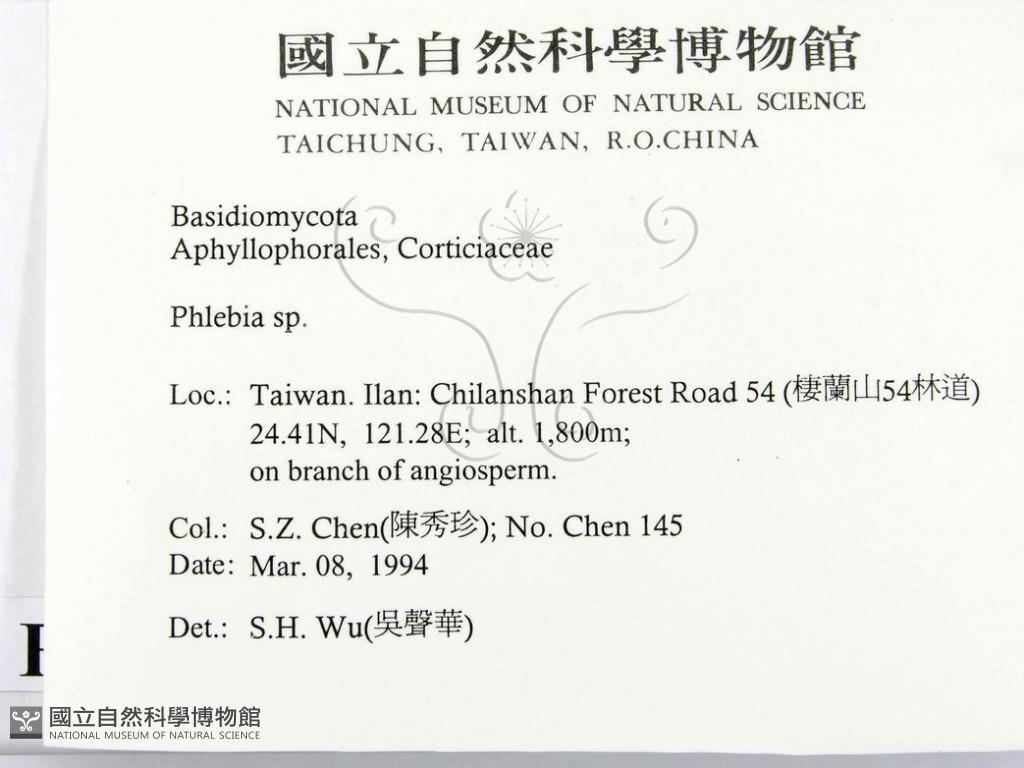 國立自然科學博物館
NATIONAL MUSEUM OF NATURAL SCIENCE
TAICHUNG, TAIWAN, R.O.CHINA
Basidiomycota
Aphyllophorales, Corticiaceae
Phlebia sp.
Loc.: Taiwan. Ilan: Chilanshan Forest Road 54 (棲蘭山54林道)
24.41N, 121.28E; alt. 1,800m;
on branch of angiosperm.
Col.: S.Z. Chen(陳秀珍); No. Chen 145
Date: Mar. 08, 1994
Det.: S.H. Wu(吳聲華)
國立自然科學博物館
NATIONAL MUSEUM OF NATURAL SCIENCE